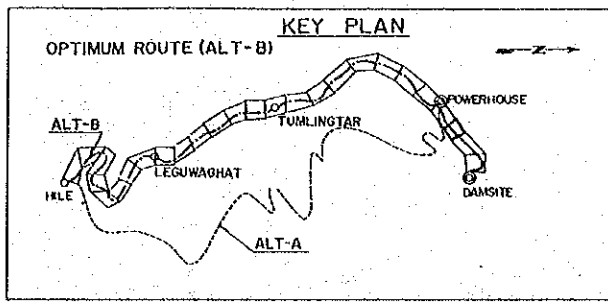 KEY PLAN
OPTIMUM ROUTE (ALT-B)
N
POWERHOUSE
TUMLINGTAR
ALT-B
LEGUWAGHAT
DAMSITE
HILE
ALT-A